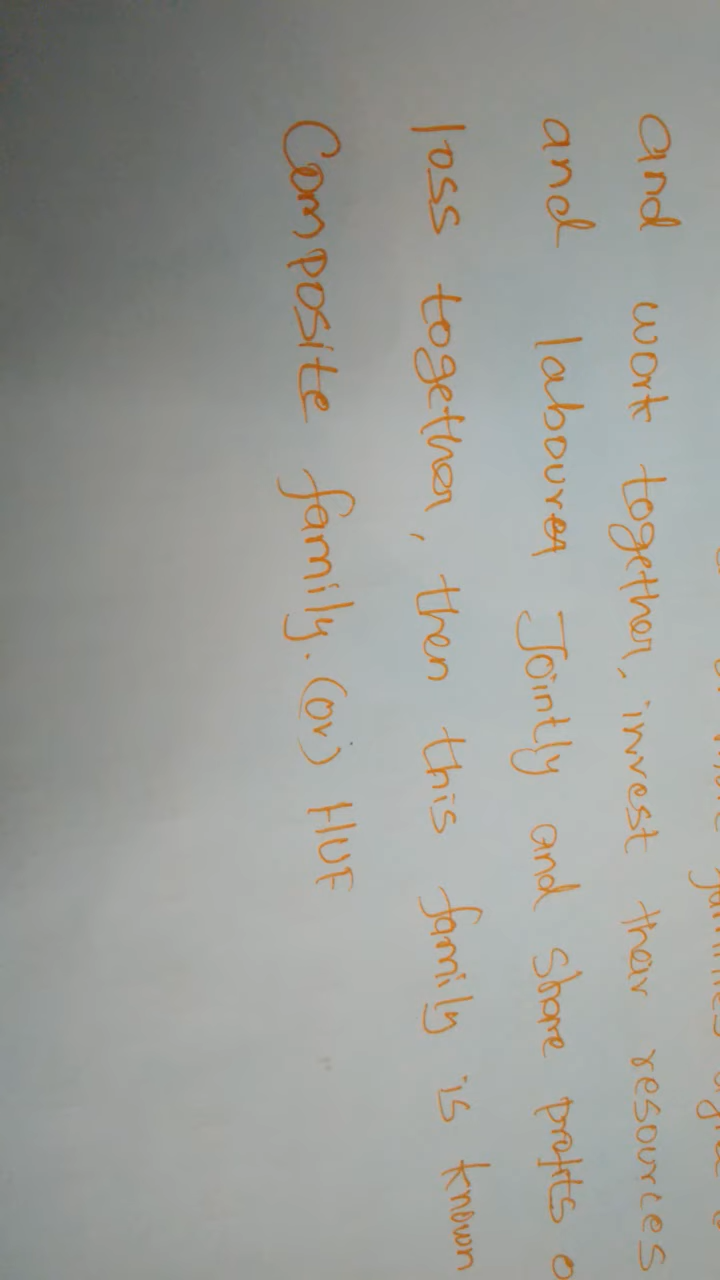 and work together, invest their resources
and labourer Jointly and share profits
loss together, then this family is known
Composite family. (or) HUF